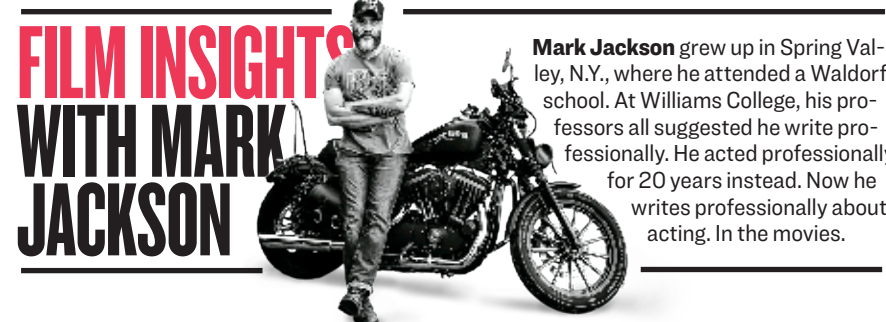 FILM INSIGHTS
WITH MARK
JACKSON
Mark Jackson grew up in Spring Val-
ley, N.Y., where he attended a Waldorf
school. At Williams College, his pro-
fessors all suggested he write pro-
fessionally. He acted professionally
for 20 years instead. Now he
writes professionally about
acting. In the movies.